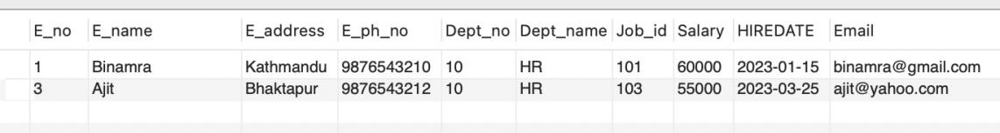 E_no E_name E_address E_ph_no Dept_no Dept_name Job_id Salary HIREDATE Email
1 Binamra Kathmandu 9876543210 10 HR 101 60000 2023-01-15 binamra@gmail.com
3 Ajit Bhaktapur 9876543212 10 HR 103 55000 2023-03-25 ajit@yahoo.com